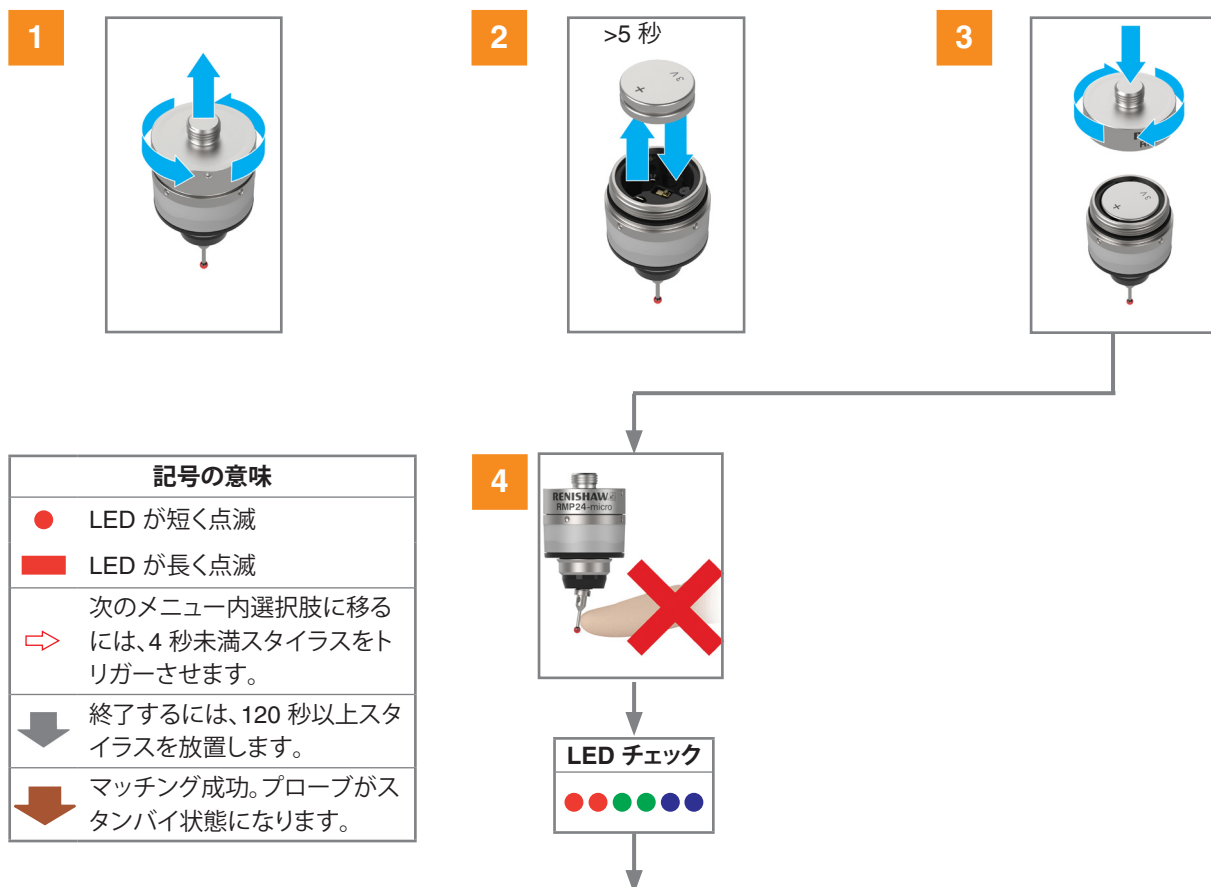 1
2
>5 秒
3V
+
3
3V
+
記号の意味
LED が短く点滅
LED が長く点滅
次のメニュー内選択肢に移る
には、4 秒未満スタイラスをト
リガーさせます。
終了するには、120 秒以上スタ
イラスを放置します。
マッチング成功。プローブがス
タンバイ状態になります。
4
RENISHAW
RMP24-micro
LED チェック